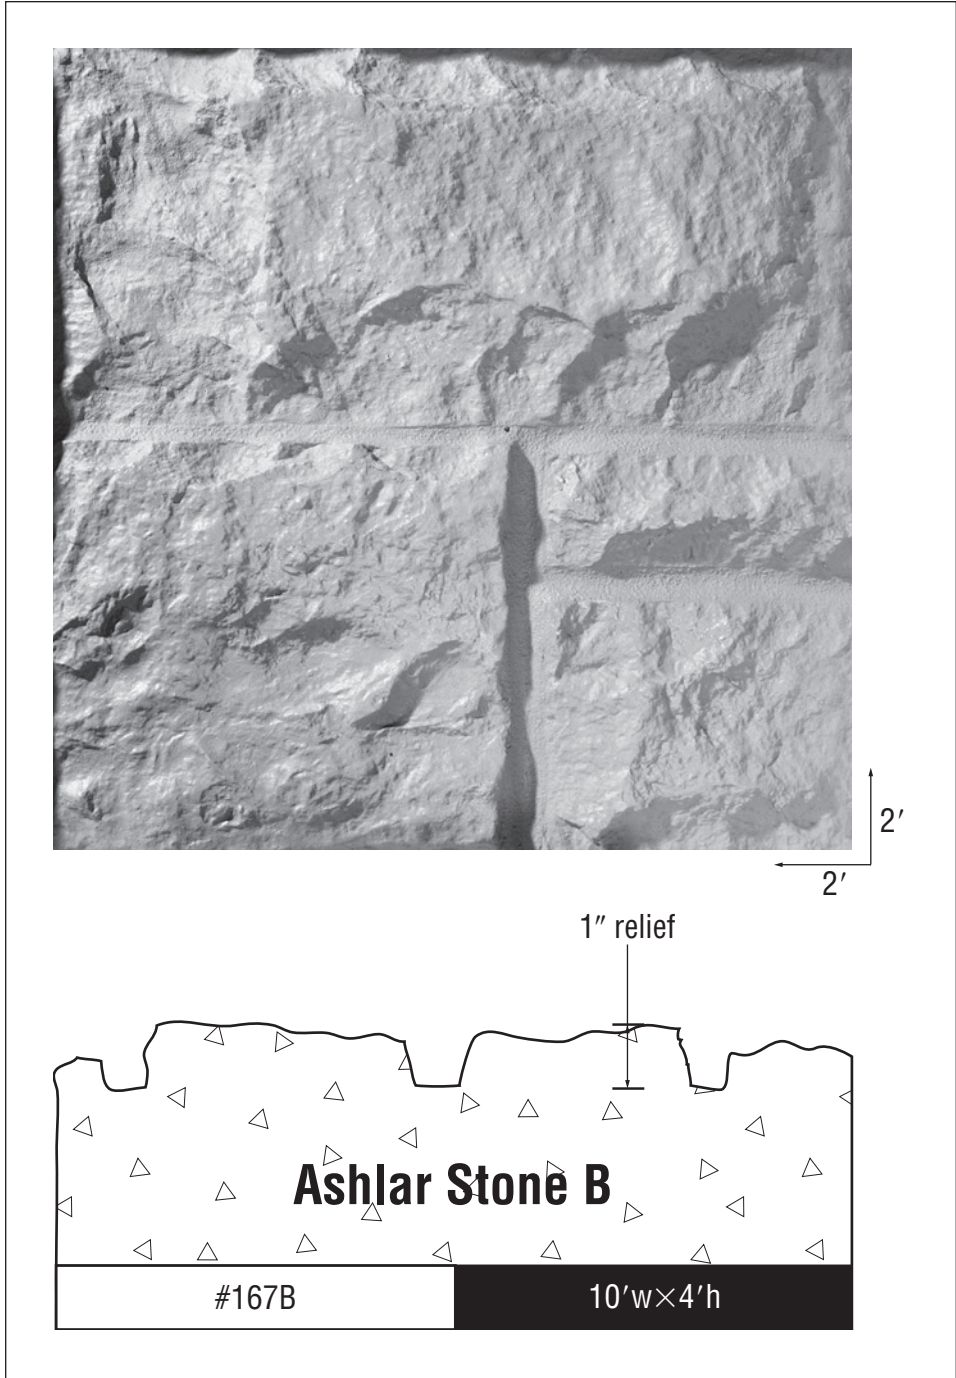 2′
2′
1″ relief
Ashlar Stone B
#167B
10′w×4′h